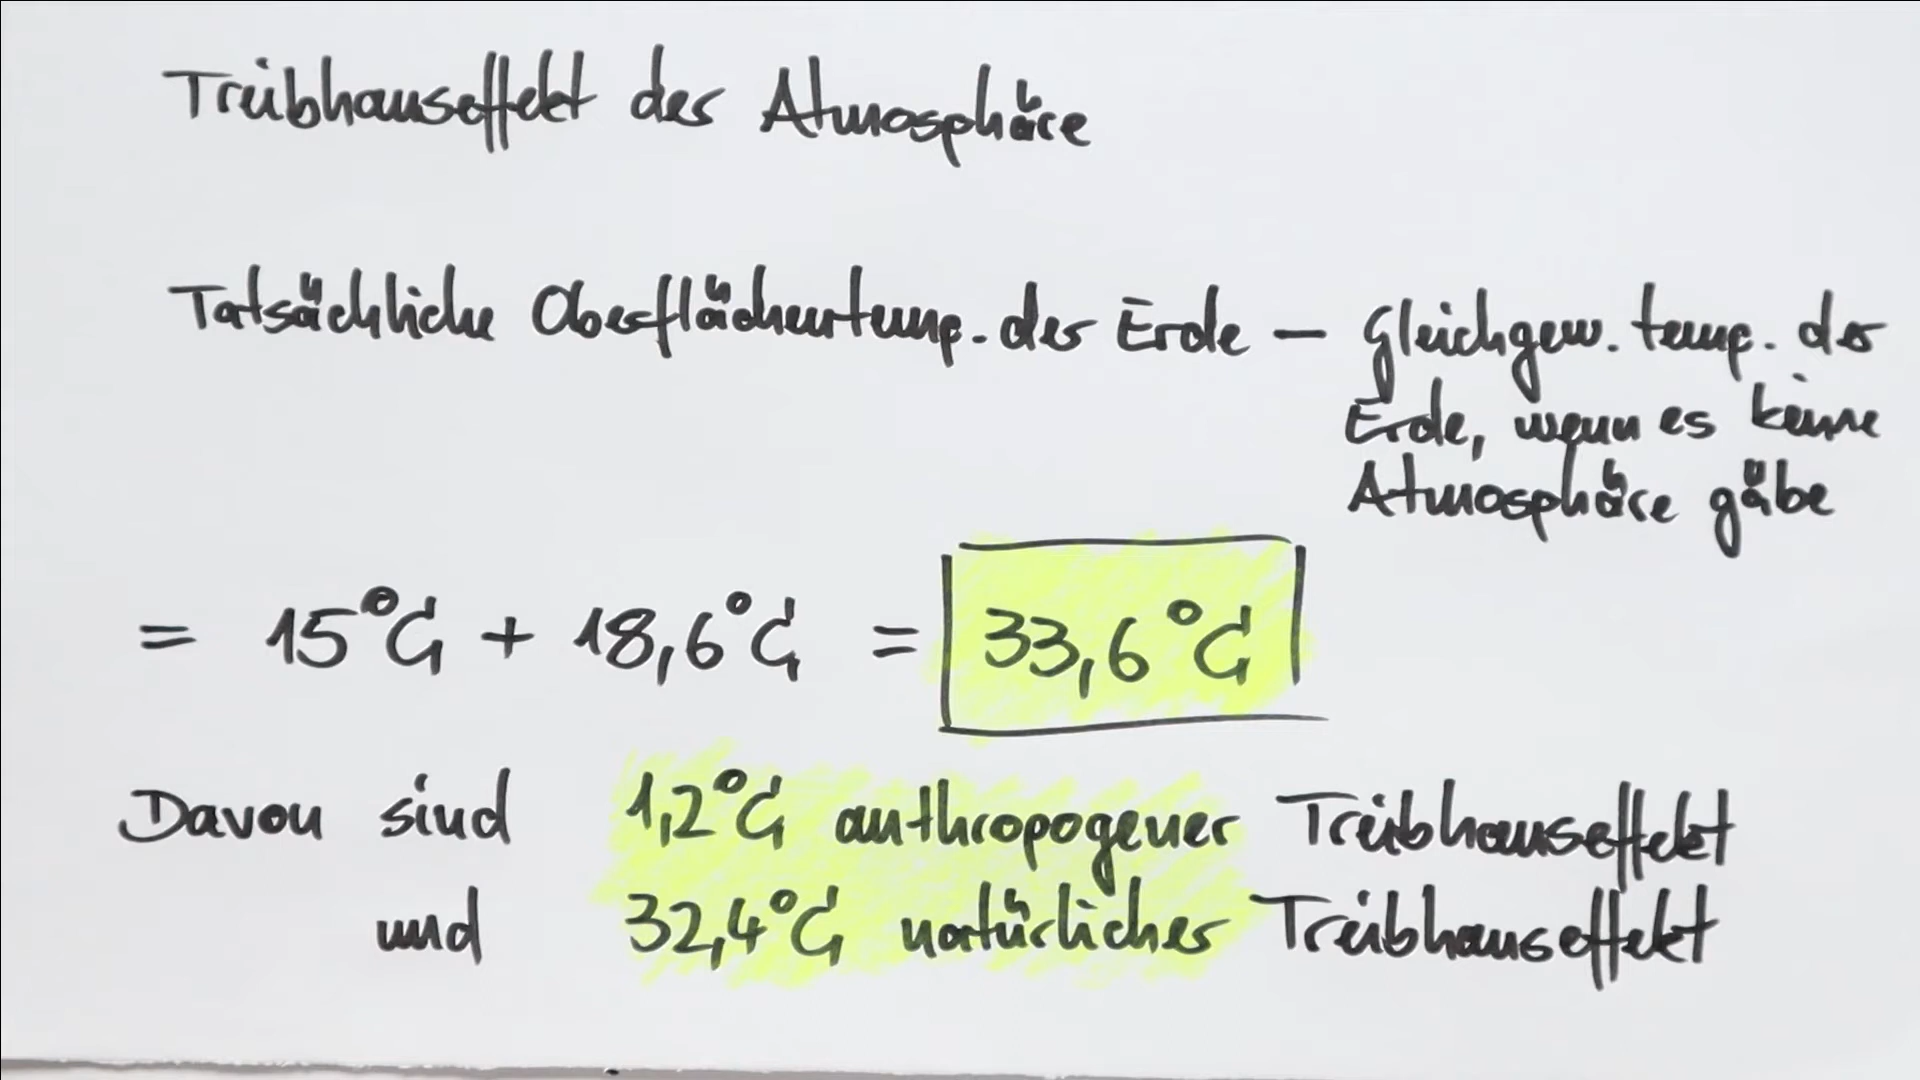 Treibhauseffekt der Atmosphäre
Tatsächliche Oberflächentemp. der Erde – Gleichgew. temp. der
Erde, wenn es keine
Atmosphäre gäbe
= 15°C + 18,6°C = 33,6°C
Davon sind 1,2°C anthropogener Treibhauseffekt
und 32,4°C natürlicher Treibhauseffekt